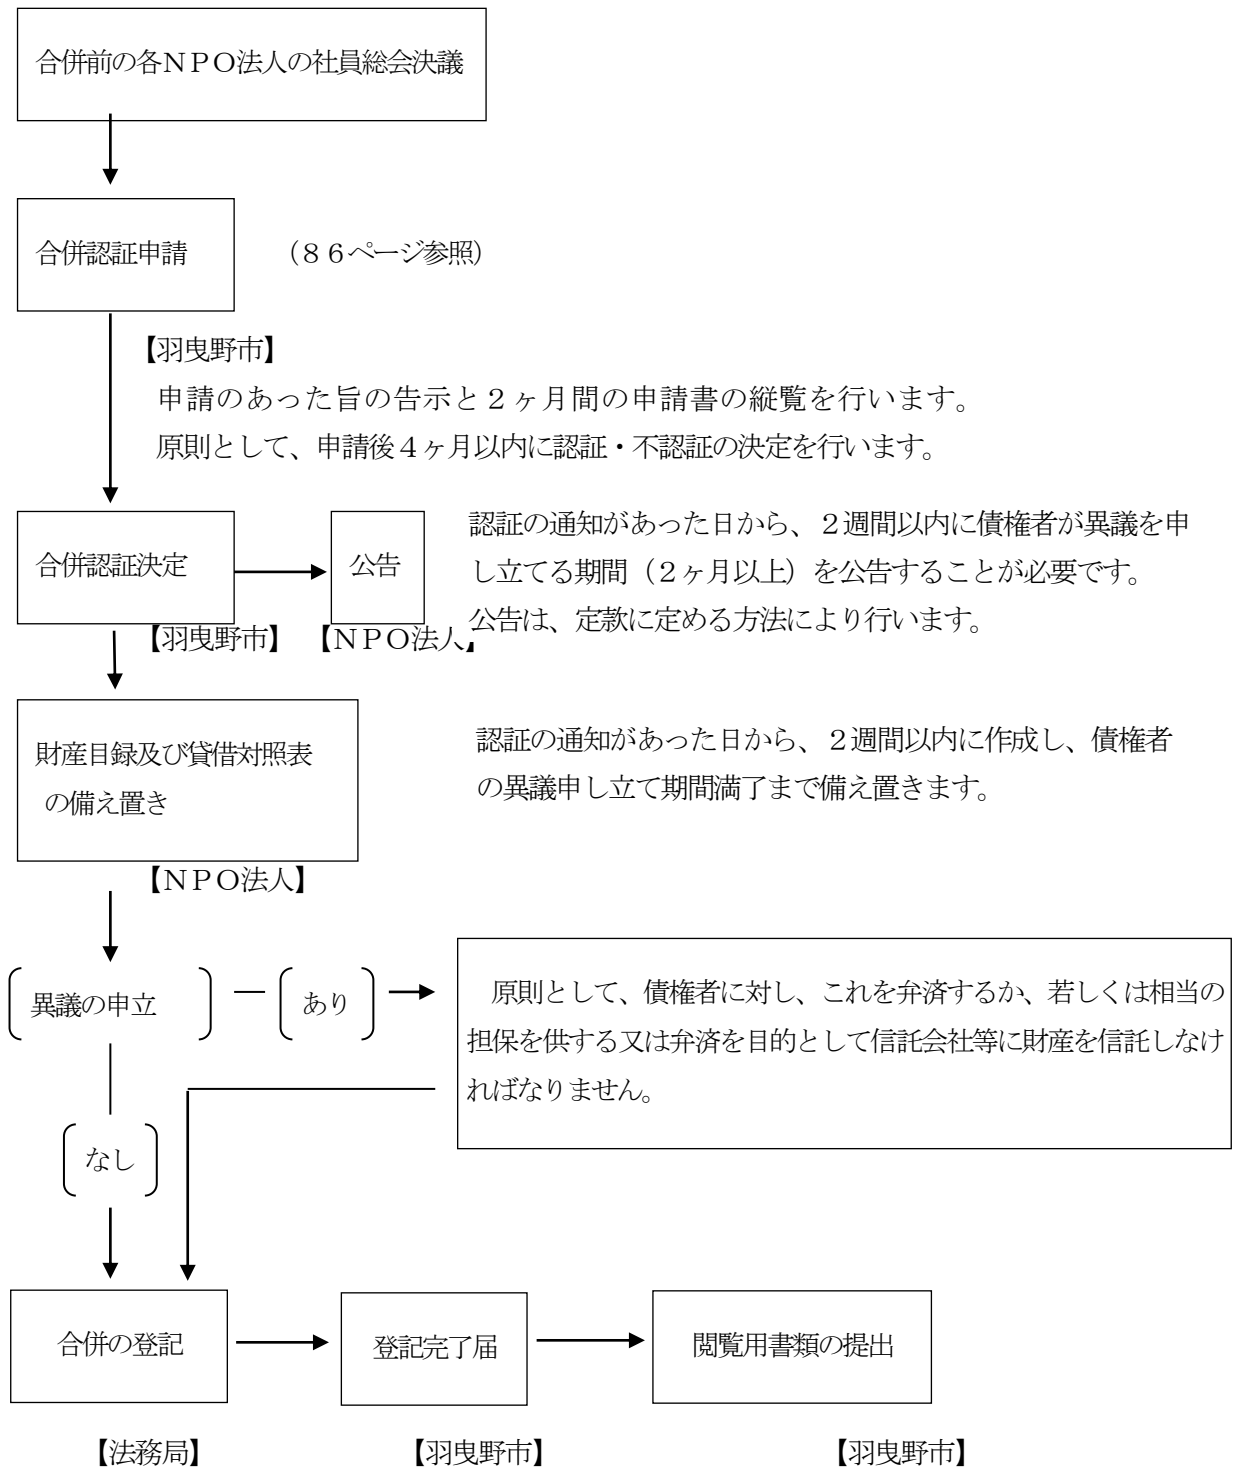 合併前の各ＮＰＯ法人の社員総会決議
合併認証申請
（８６ページ参照）
【羽曳野市】
申請のあった旨の告示と２ヶ月間の申請書の縦覧を行います。
原則として、申請後４ヶ月以内に認証・不認証の決定を行います。
合併認証決定
公告
認証の通知があった日から、２週間以内に債権者が異議を申
し立てる期間（２ヶ月以上）を公告することが必要です。
公告は、定款に定める方法により行います。
【羽曳野市】
【ＮＰＯ法人】
財産目録及び貸借対照表
の備え置き
認証の通知があった日から、２週間以内に作成し、債権者
の異議申し立て期間満了まで備え置きます。
【ＮＰＯ法人】
異議の申立
あり
原則として、債権者に対し、これを弁済するか、若しくは相当の
担保を供する又は弁済を目的として信託会社等に財産を信託しなけ
ればなりません。
なし
合併の登記
登記完了届
閲覧用書類の提出
【法務局】
【羽曳野市】
【羽曳野市】